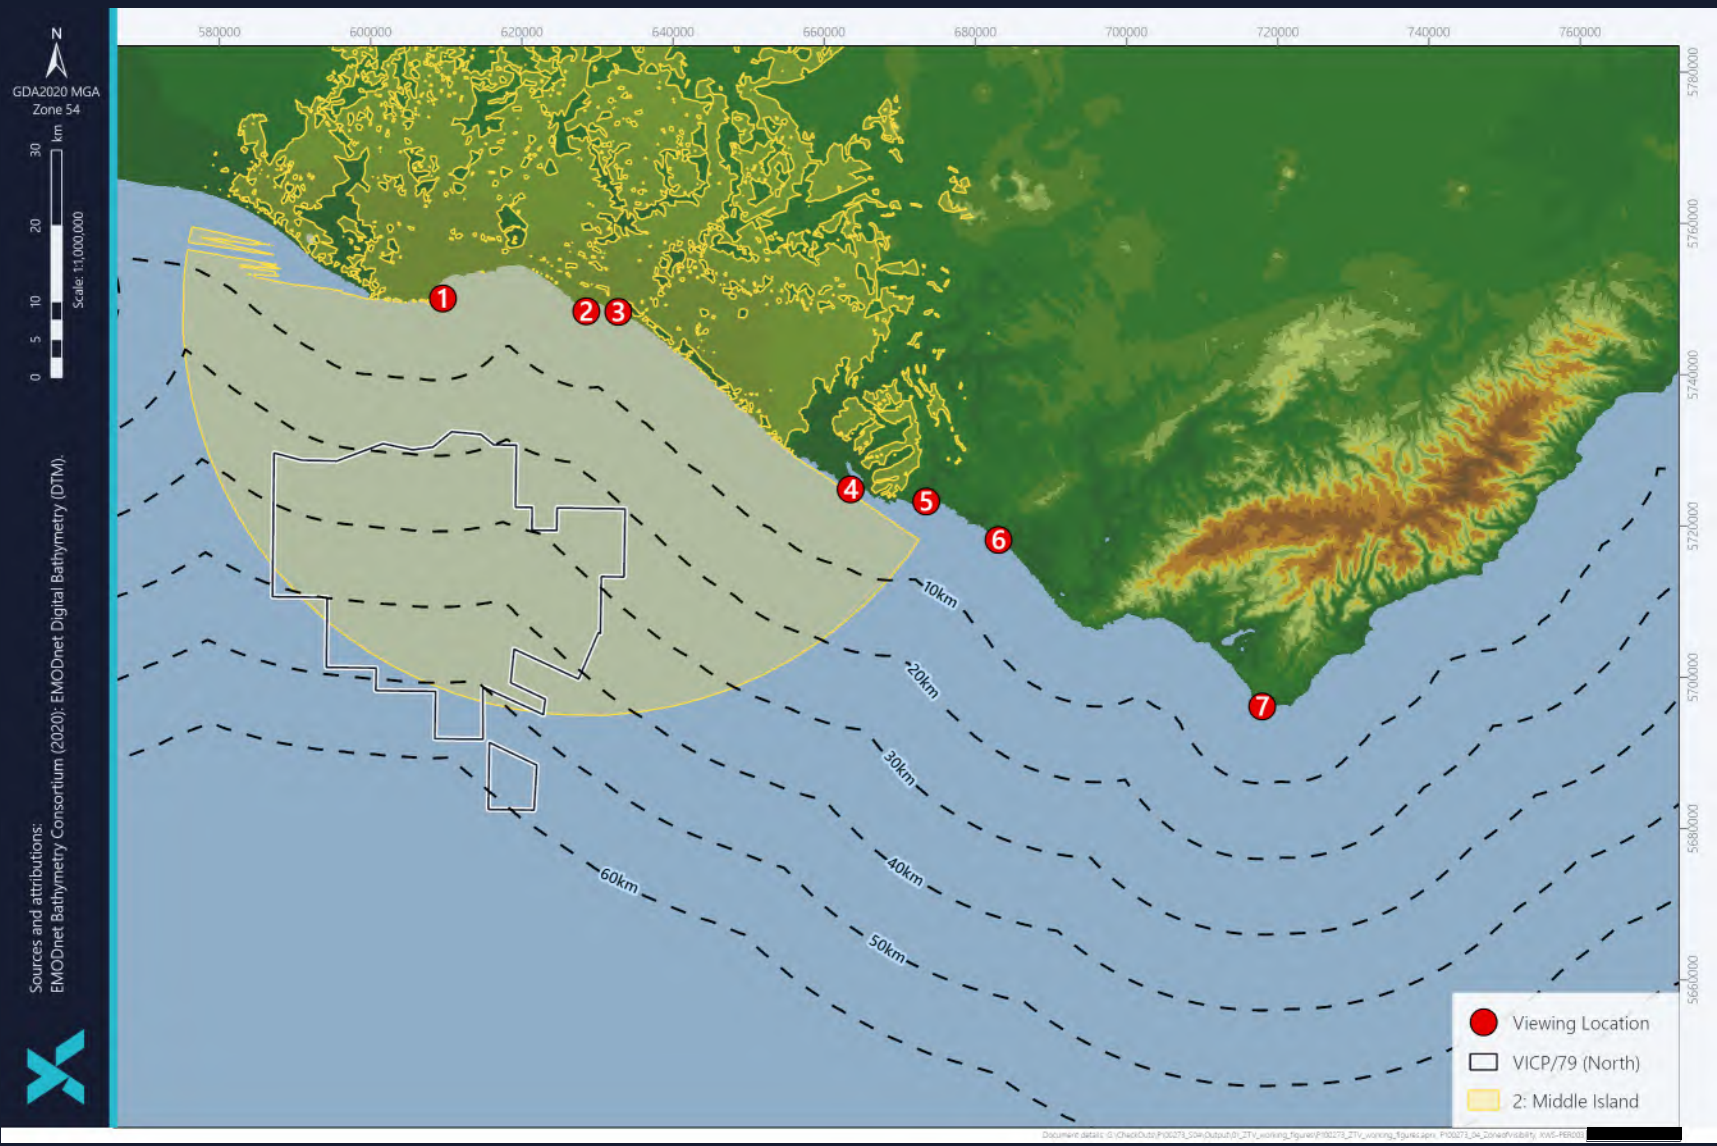 580000 600000 620000 640000 660000 680000 700000 720000 740000 760000
N
GDA2020 MGA
Zone 54
km
30
20
10
5
0
Scale: 1:1,000,000
5780000
5760000
5740000
5720000
5700000
5680000
5660000
1
2
3
4
5
6
7
10km
20km
30km
40km
50km
60km
Sources and attributions:
EMODnet Bathymetry Consortium (2020): EMODnet Digital Bathymetry (DTM).
Viewing Location
VICP/79 (North)
2: Middle Island